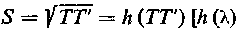 S = √TT′ = h (TT′) [h (λ)